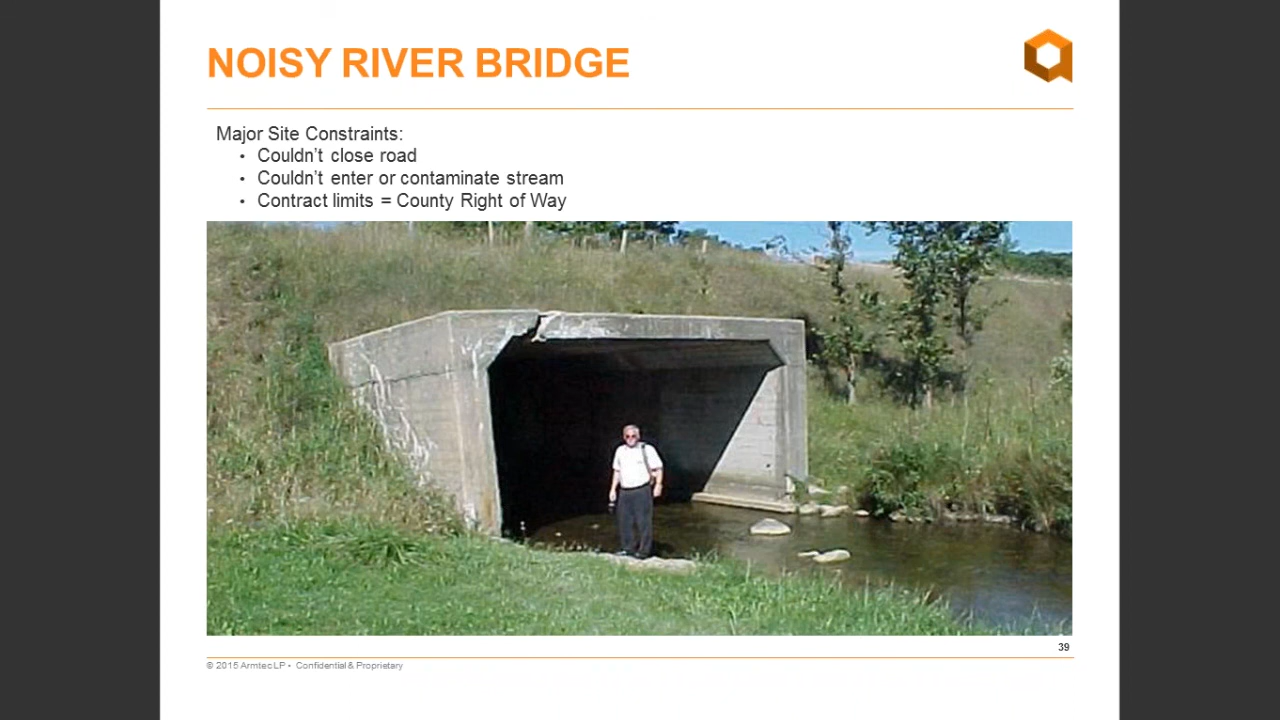 NOISY RIVER BRIDGE
Major Site Constraints:
• Couldn't close road
• Couldn't enter or contaminate stream
• Contract limits = County Right of Way
39
© 2015 Armtec LP • Confidential & Proprietary